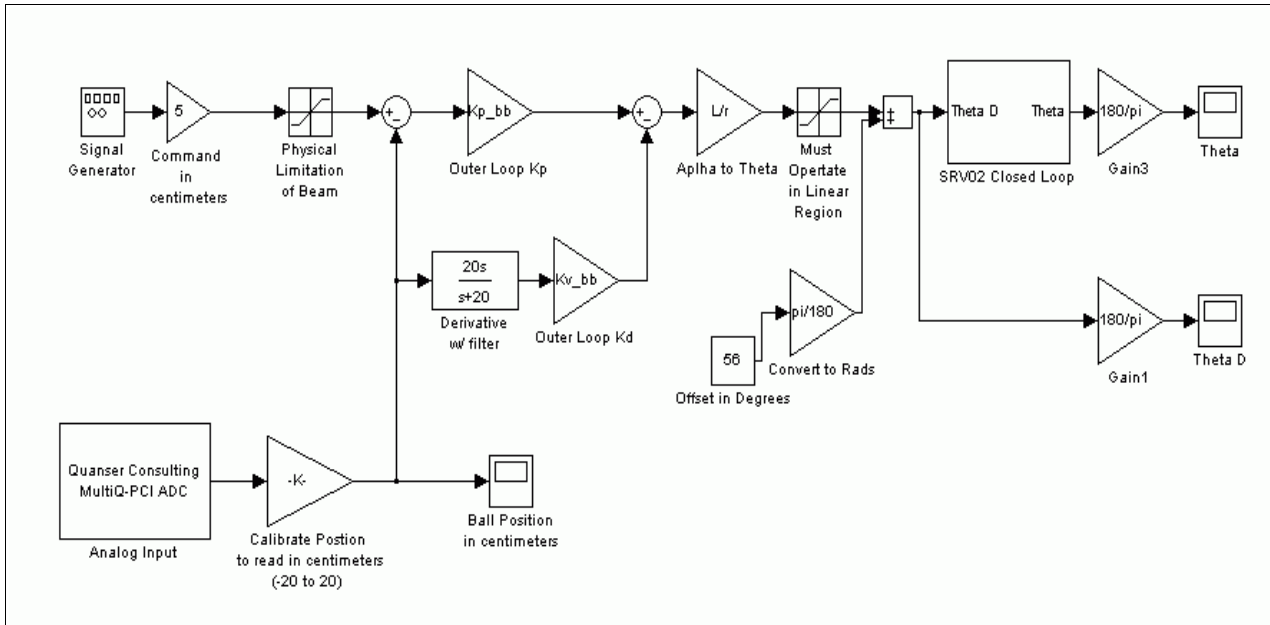 5
Signal
Generator
Command
in
centimeters
Physical
Limitation
of Beam
+
-
Kp_bb
Outer Loop Kp
+
-
L/r
Aplha to Theta
Must
Opertate
in Linear
Region
+
+
Theta D
Theta
SRV02 Closed Loop
180/pi
Gain3
Theta
20s
s+20
Derivative
w/ filter
Kv_bb
Outer Loop Kd
56
Offset in Degrees
pi/180
Convert to Rads
180/pi
Gain1
Theta D
Quanser Consulting
MultiQ-PCI ADC
Analog Input
-K-
Calibrate Postion
to read in centimeters
(-20 to 20)
Ball Position
in centimeters